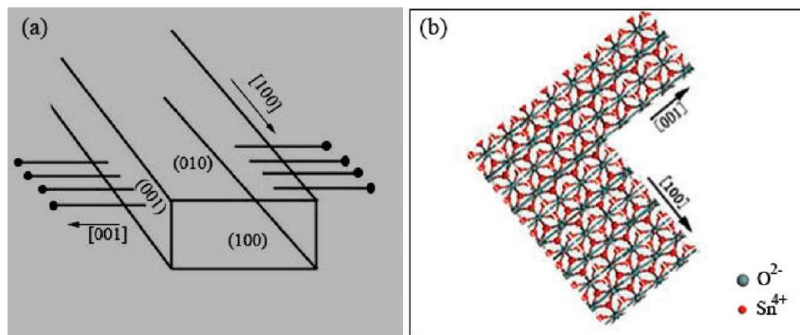 (a)
[100]
(010)
(001)
[001]
(100)
(b)
[001]
[100]
O²⁻
Sn⁴⁺